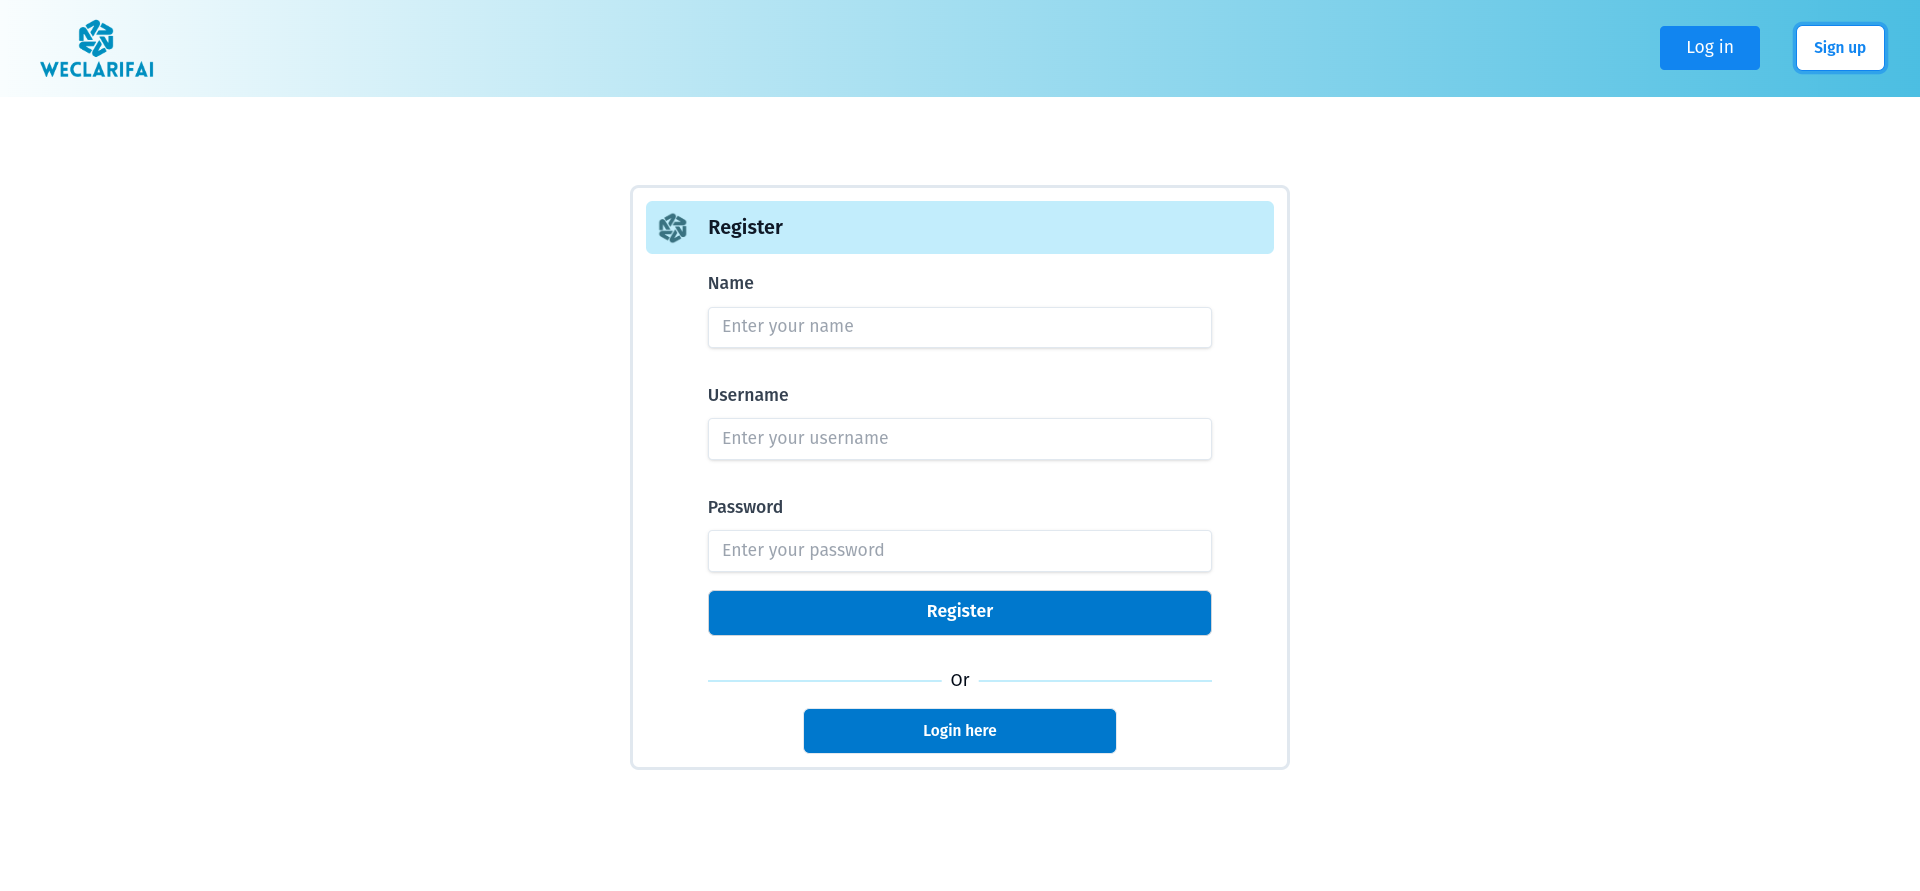 WECLARIFAI
Log in
Sign up
Register
Name
Enter your name
Username
Enter your username
Password
Enter your password
Register
Or
Login here